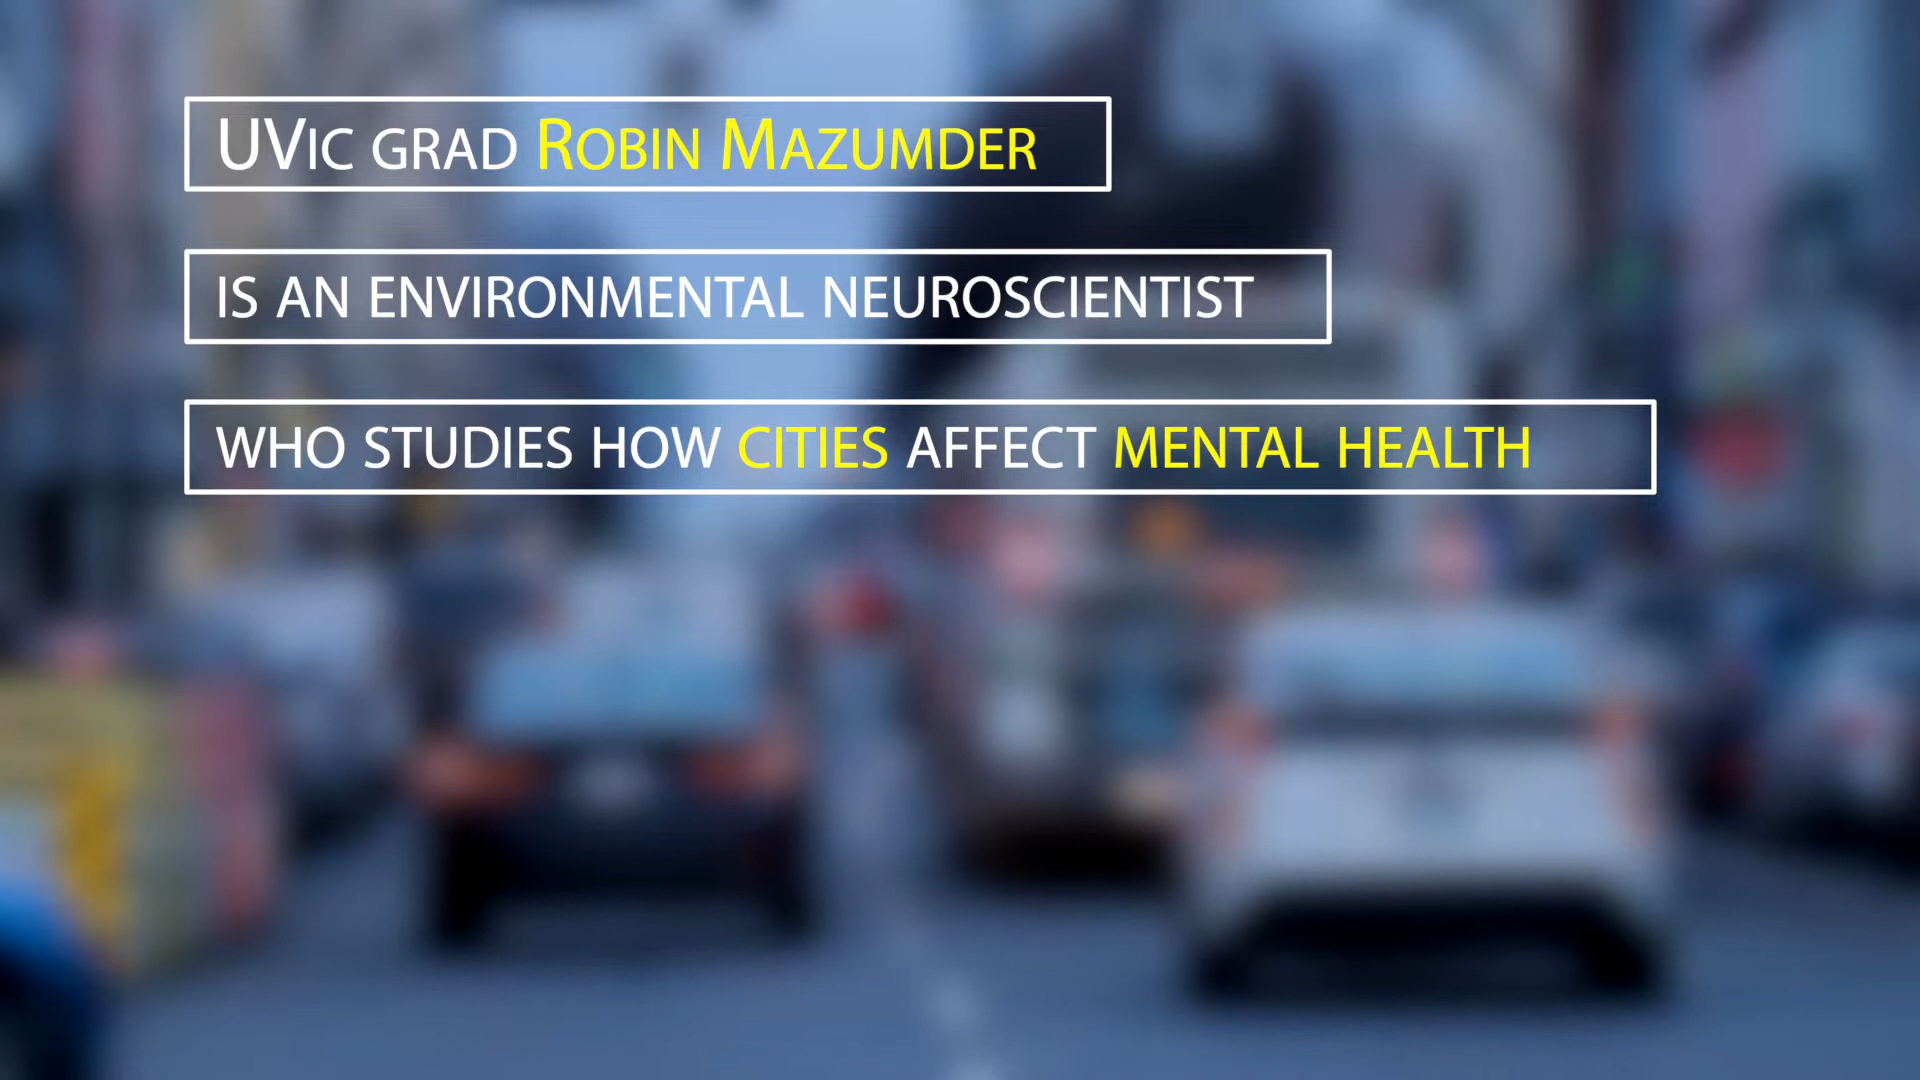 UVic grad Robin Mazumder
is an environmental neuroscientist
who studies how cities affect mental health